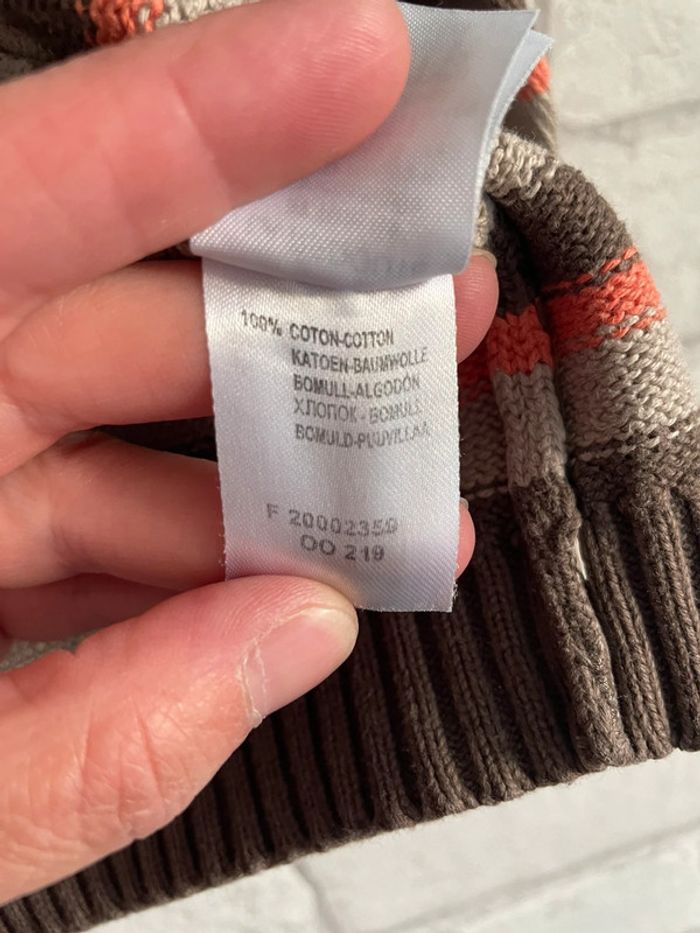 100% COTON-COTTON
KATOEN-BAUMWOLLE
BOMULL-ALGODÓN
ХЛОПОК - BOMULL
BOMULD-PUUVILLAA
F 20002359
OO 219